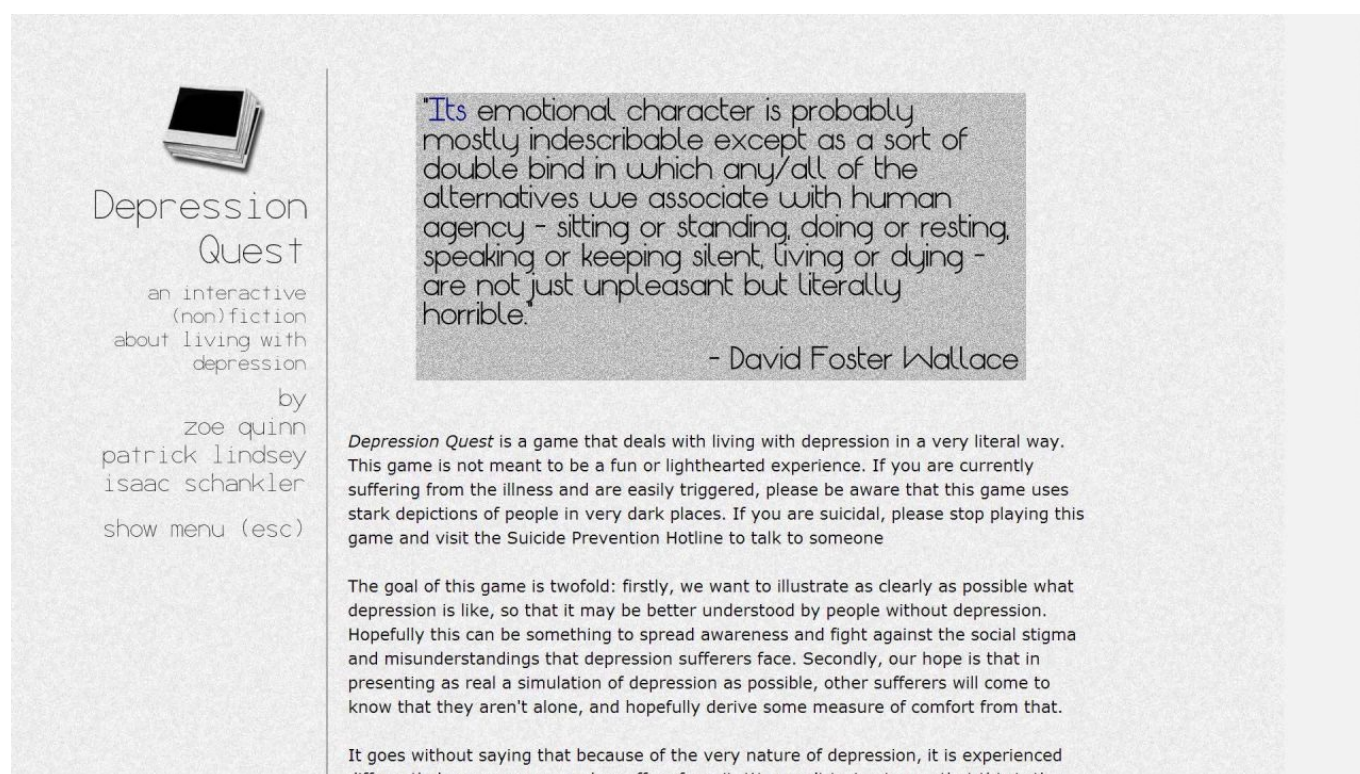 Depression
Quest
an interactive
(non)fiction
about living with
depression
by
zoe quinn
patrick lindsey
isaac schankler
show menu (esc)
"Its emotional character is probably
mostly indescribable except as a sort of
double bind in which any/all of the
alternatives we associate with human
agency - sitting or standing, doing or resting,
speaking or keeping silent, living or dying -
are not just unpleasant but literally
horrible."
- David Foster Wallace
Depression Quest is a game that deals with living with depression in a very literal way.
This game is not meant to be a fun or lighthearted experience. If you are currently
suffering from the illness and are easily triggered, please be aware that this game uses
stark depictions of people in very dark places. If you are suicidal, please stop playing this
game and visit the Suicide Prevention Hotline to talk to someone
The goal of this game is twofold: firstly, we want to illustrate as clearly as possible what
depression is like, so that it may be better understood by people without depression.
Hopefully this can be something to spread awareness and fight against the social stigma
and misunderstandings that depression sufferers face. Secondly, our hope is that in
presenting as real a simulation of depression as possible, other sufferers will come to
know that they aren't alone, and hopefully derive some measure of comfort from that.
It goes without saying that because of the very nature of depression, it is experienced